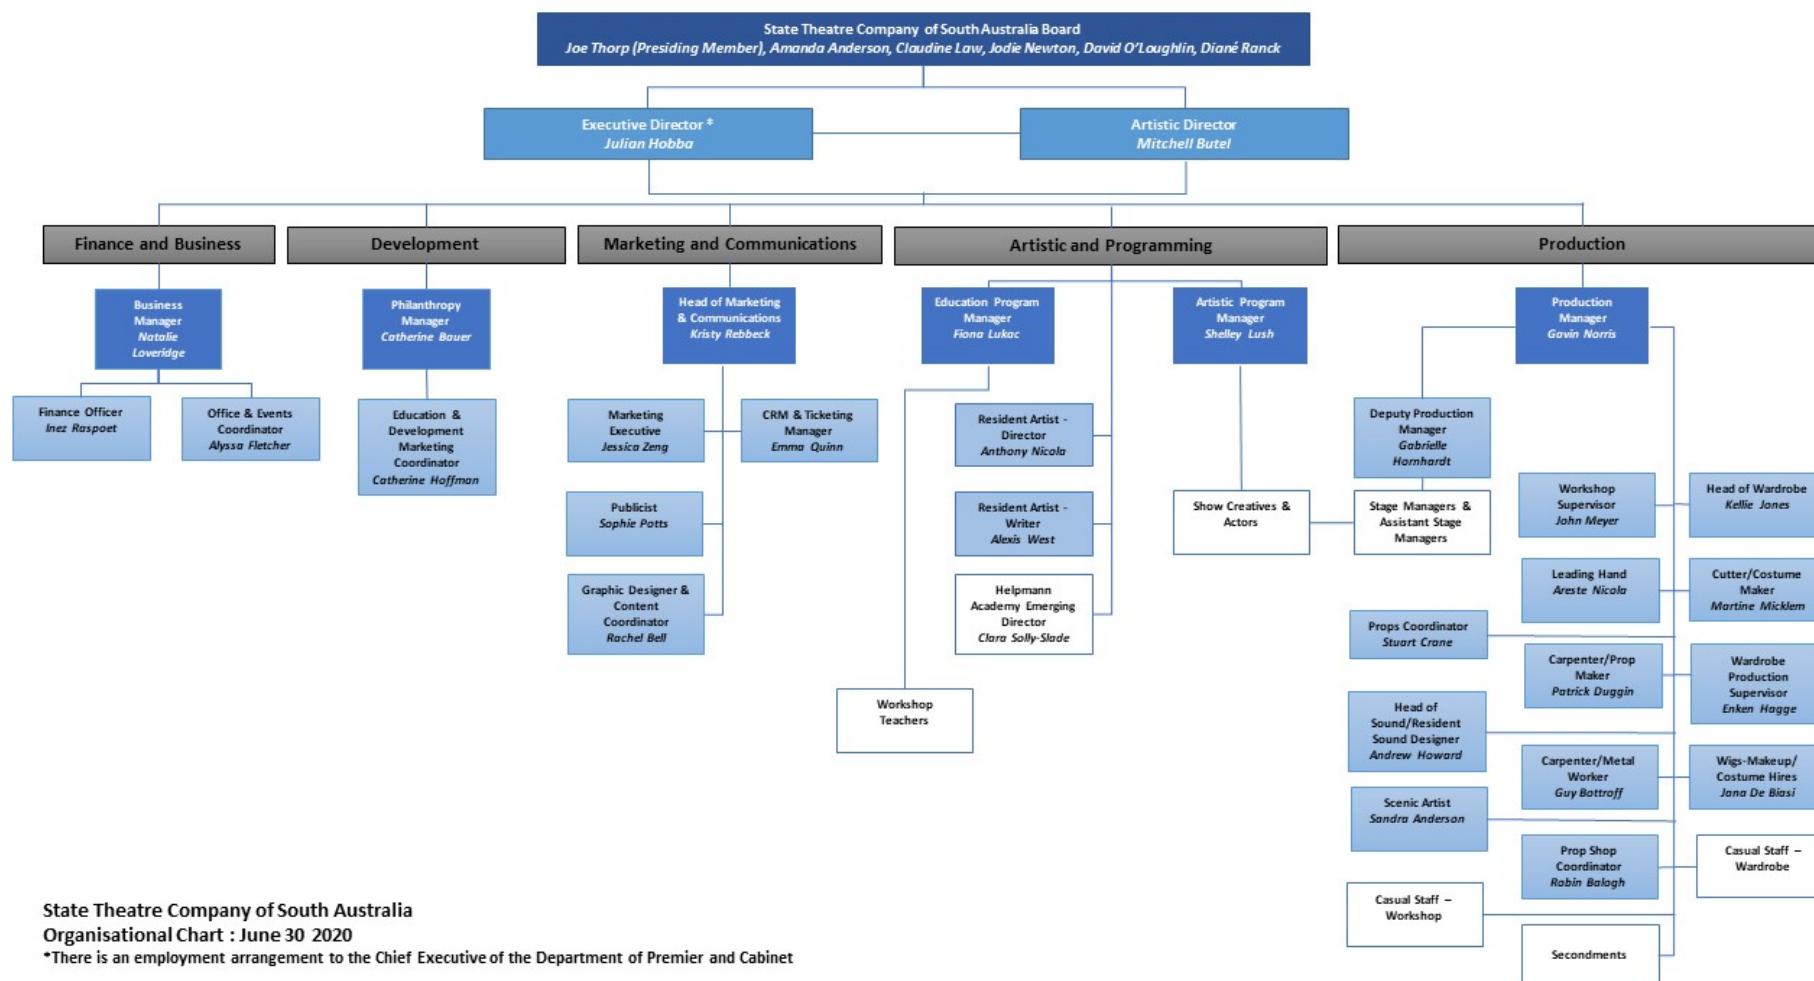 State Theatre Company of South Australia Board
Joe Thorp (Presiding Member), Amanda Anderson, Claudine Law, Jodie Newton, David O'Loughlin, Diané Ranck
Executive Director *
Julian Hobba
Artistic Director
Mitchell Butel
Finance and Business
Development
Marketing and Communications
Artistic and Programming
Production
Business
Manager
Natalie
Loveridge
Philanthropy
Manager
Catherine Bauer
Head of Marketing
& Communications
Kristy Rebbeck
Education Program
Manager
Fiona Lukac
Artistic Program
Manager
Shelley Lush
Production
Manager
Gavin Norris
Finance Officer
Inez Raspoet
Office & Events
Coordinator
Alyssa Fletcher
Education &
Development
Marketing
Coordinator
Catherine Hoffman
Marketing
Executive
Jessica Zeng
CRM & Ticketing
Manager
Emma Quinn
Publicist
Sophie Potts
Graphic Designer &
Content
Coordinator
Rachel Bell
Resident Artist -
Director
Anthony Nicola
Resident Artist -
Writer
Alexis West
Helpmann
Academy Emerging
Director
Clara Solly-Slade
Workshop
Teachers
Show Creatives &
Actors
Deputy Production
Manager
Gabrielle
Hornhardt
Stage Managers &
Assistant Stage
Managers
Workshop
Supervisor
John Meyer
Head of Wardrobe
Kellie Jones
Leading Hand
Areste Nicola
Cutter/Costume
Maker
Martine Micklem
Props Coordinator
Stuart Crane
Carpenter/Prop
Maker
Patrick Duggin
Wardrobe
Production
Supervisor
Enken Hagge
Head of
Sound/Resident
Sound Designer
Andrew Howard
Carpenter/Metal
Worker
Guy Bottroff
Wigs-Makeup/
Costume Hires
Jana De Biasi
Scenic Artist
Sandra Anderson
Prop Shop
Coordinator
Robin Balogh
Casual Staff –
Wardrobe
Casual Staff –
Workshop
Secondments
State Theatre Company of South Australia
Organisational Chart : June 30 2020
*There is an employment arrangement to the Chief Executive of the Department of Premier and Cabinet